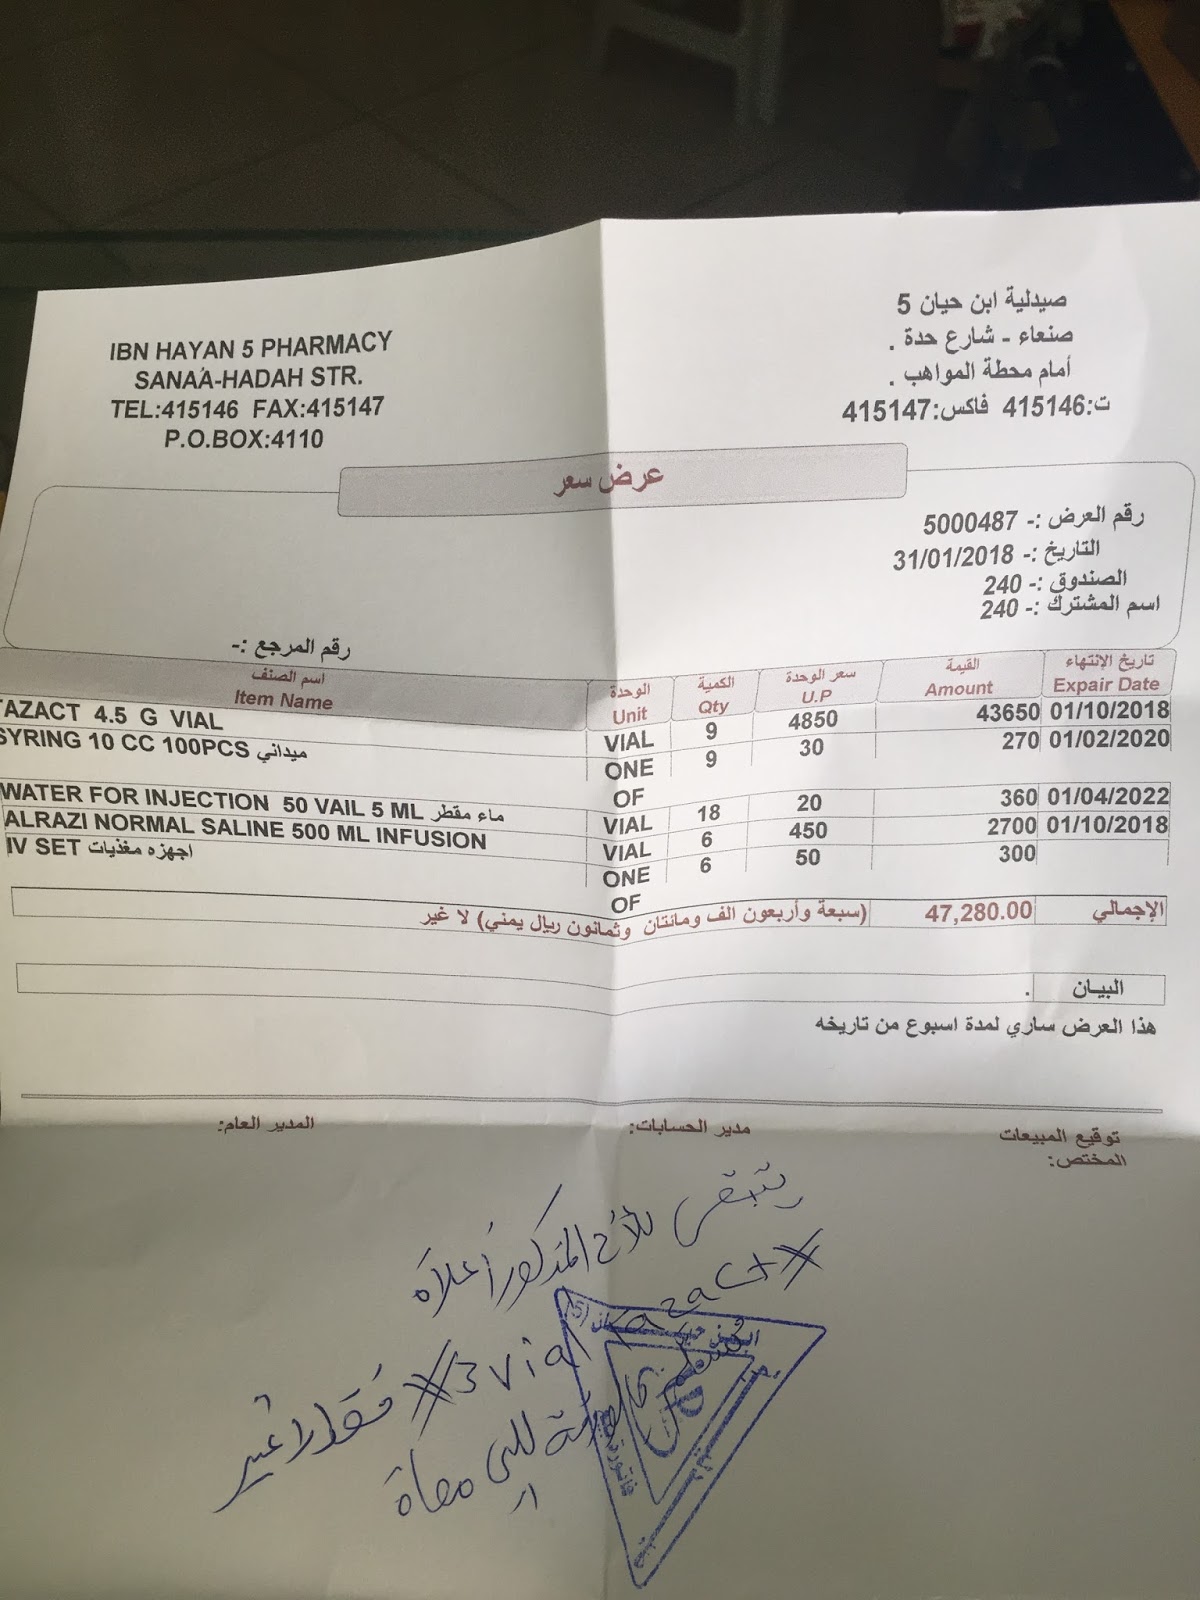 IBN HAYAN 5 PHARMACY
SANAA-HADAH STR.
TEL:415146 FAX:415147
P.O.BOX:4110
صيدلية ابن حيان 5
صنعاء - شارع حدة .
أمام محطة المواهب .
ت:415146 فاكس:415147
عرض سعر
رقم العرض :- 5000487
التاريخ :- 31/01/2018
الصندوق :- 240
اسم المشترك :- 240
رقم المرجع :-
اسم الصنف الوحدة الكمية سعر الوحدة القيمة تاريخ الإنتهاء
Item Name Unit Qty U.P Amount Expair Date
AZACT 4.5 G VIAL VIAL 9 4850 43650 01/10/2018
SYRING 10 CC 100PCS ميداني ONE OF 9 30 270 01/02/2020
WATER FOR INJECTION 50 VAIL 5 ML ماء مقطر VIAL 18 20 360 01/04/2022
ALRAZI NORMAL SALINE 500 ML INFUSION VIAL 6 450 2700 01/10/2018
IV SET اجهزه مغذيات ONE OF 6 50 300
الإجمالي 47,280.00 (سبعة وأربعون الف ومائتان وثمانون ريال يمني) لا غير
البيـان .
هذا العرض ساري لمدة اسبوع من تاريخه
توقيع المبيعات المختص:
مدير الحسابات:
المدير العام:
للأخ المذكور أعلاه
#3 vial Tazact#
فقط لا غير